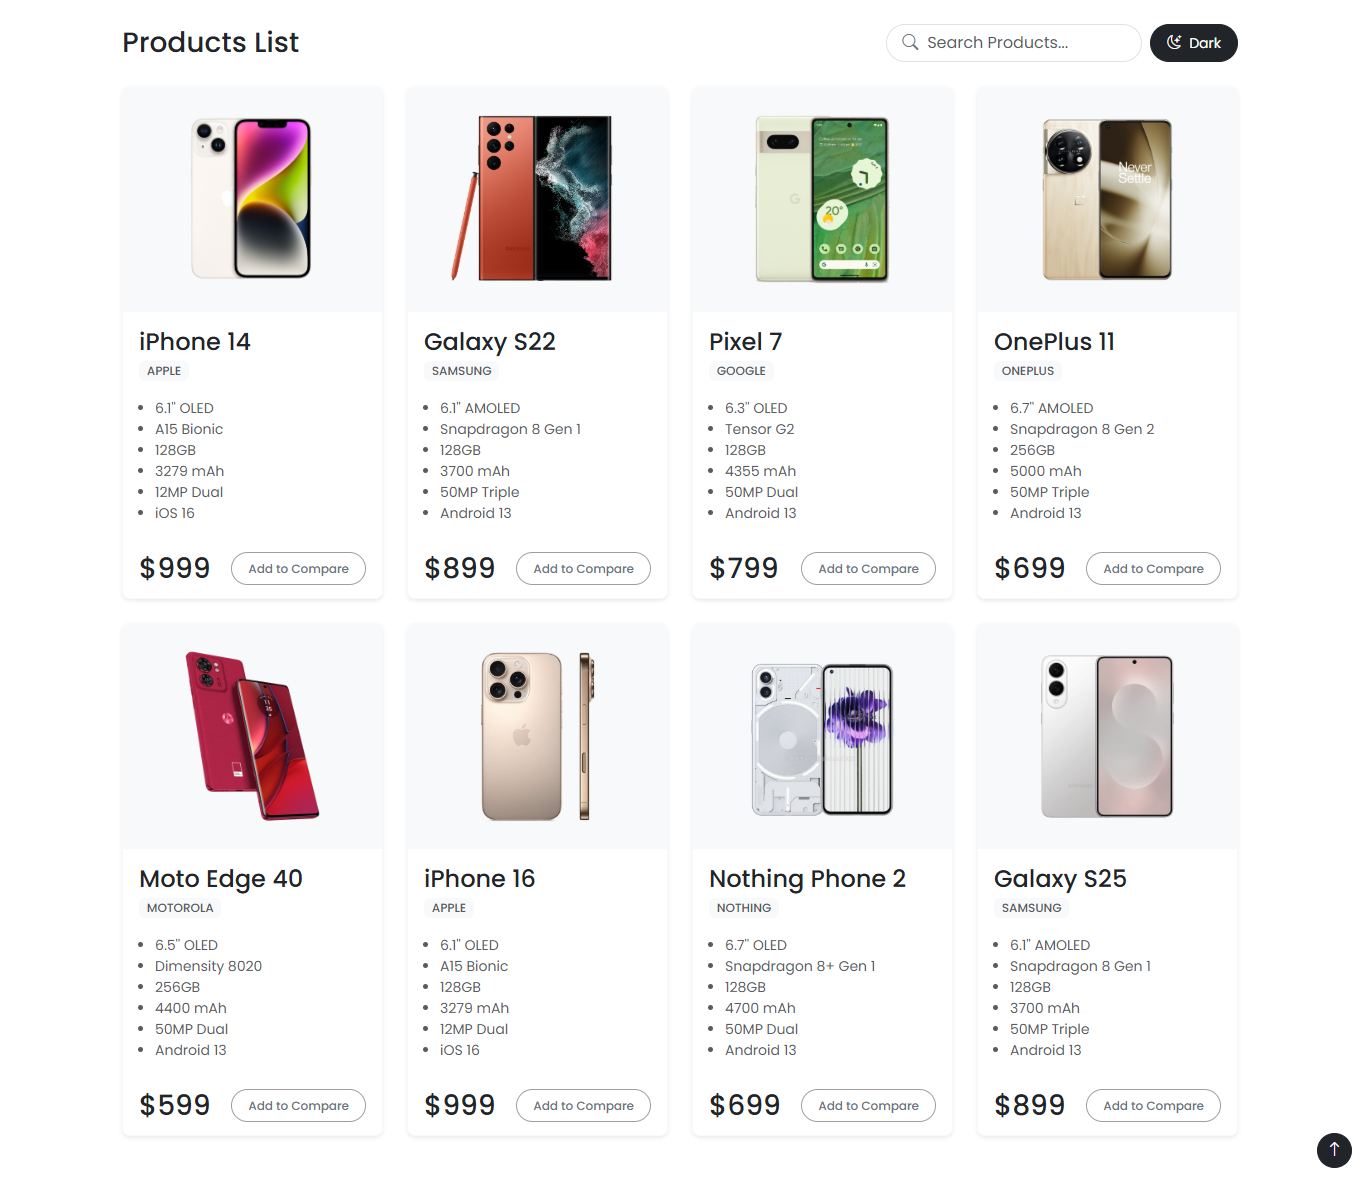 Products List
Search Products...
Dark
Never
Settle
20°
iPhone 14
APPLE
6.1" OLED
A15 Bionic
128GB
3279 mAh
12MP Dual
iOS 16
$999
Add to Compare
Galaxy S22
SAMSUNG
6.1" AMOLED
Snapdragon 8 Gen 1
128GB
3700 mAh
50MP Triple
Android 13
$899
Add to Compare
Pixel 7
GOOGLE
6.3" OLED
Tensor G2
128GB
4355 mAh
50MP Dual
Android 13
$799
Add to Compare
OnePlus 11
ONEPLUS
6.7" AMOLED
Snapdragon 8 Gen 2
256GB
5000 mAh
50MP Triple
Android 13
$699
Add to Compare
Moto Edge 40
MOTOROLA
6.5" OLED
Dimensity 8020
256GB
4400 mAh
50MP Dual
Android 13
$599
Add to Compare
iPhone 16
APPLE
6.1" OLED
A15 Bionic
128GB
3279 mAh
12MP Dual
iOS 16
$999
Add to Compare
Nothing Phone 2
NOTHING
6.7" OLED
Snapdragon 8+ Gen 1
128GB
4700 mAh
50MP Dual
Android 13
$699
Add to Compare
Galaxy S25
SAMSUNG
6.1" AMOLED
Snapdragon 8 Gen 1
128GB
3700 mAh
50MP Triple
Android 13
$899
Add to Compare